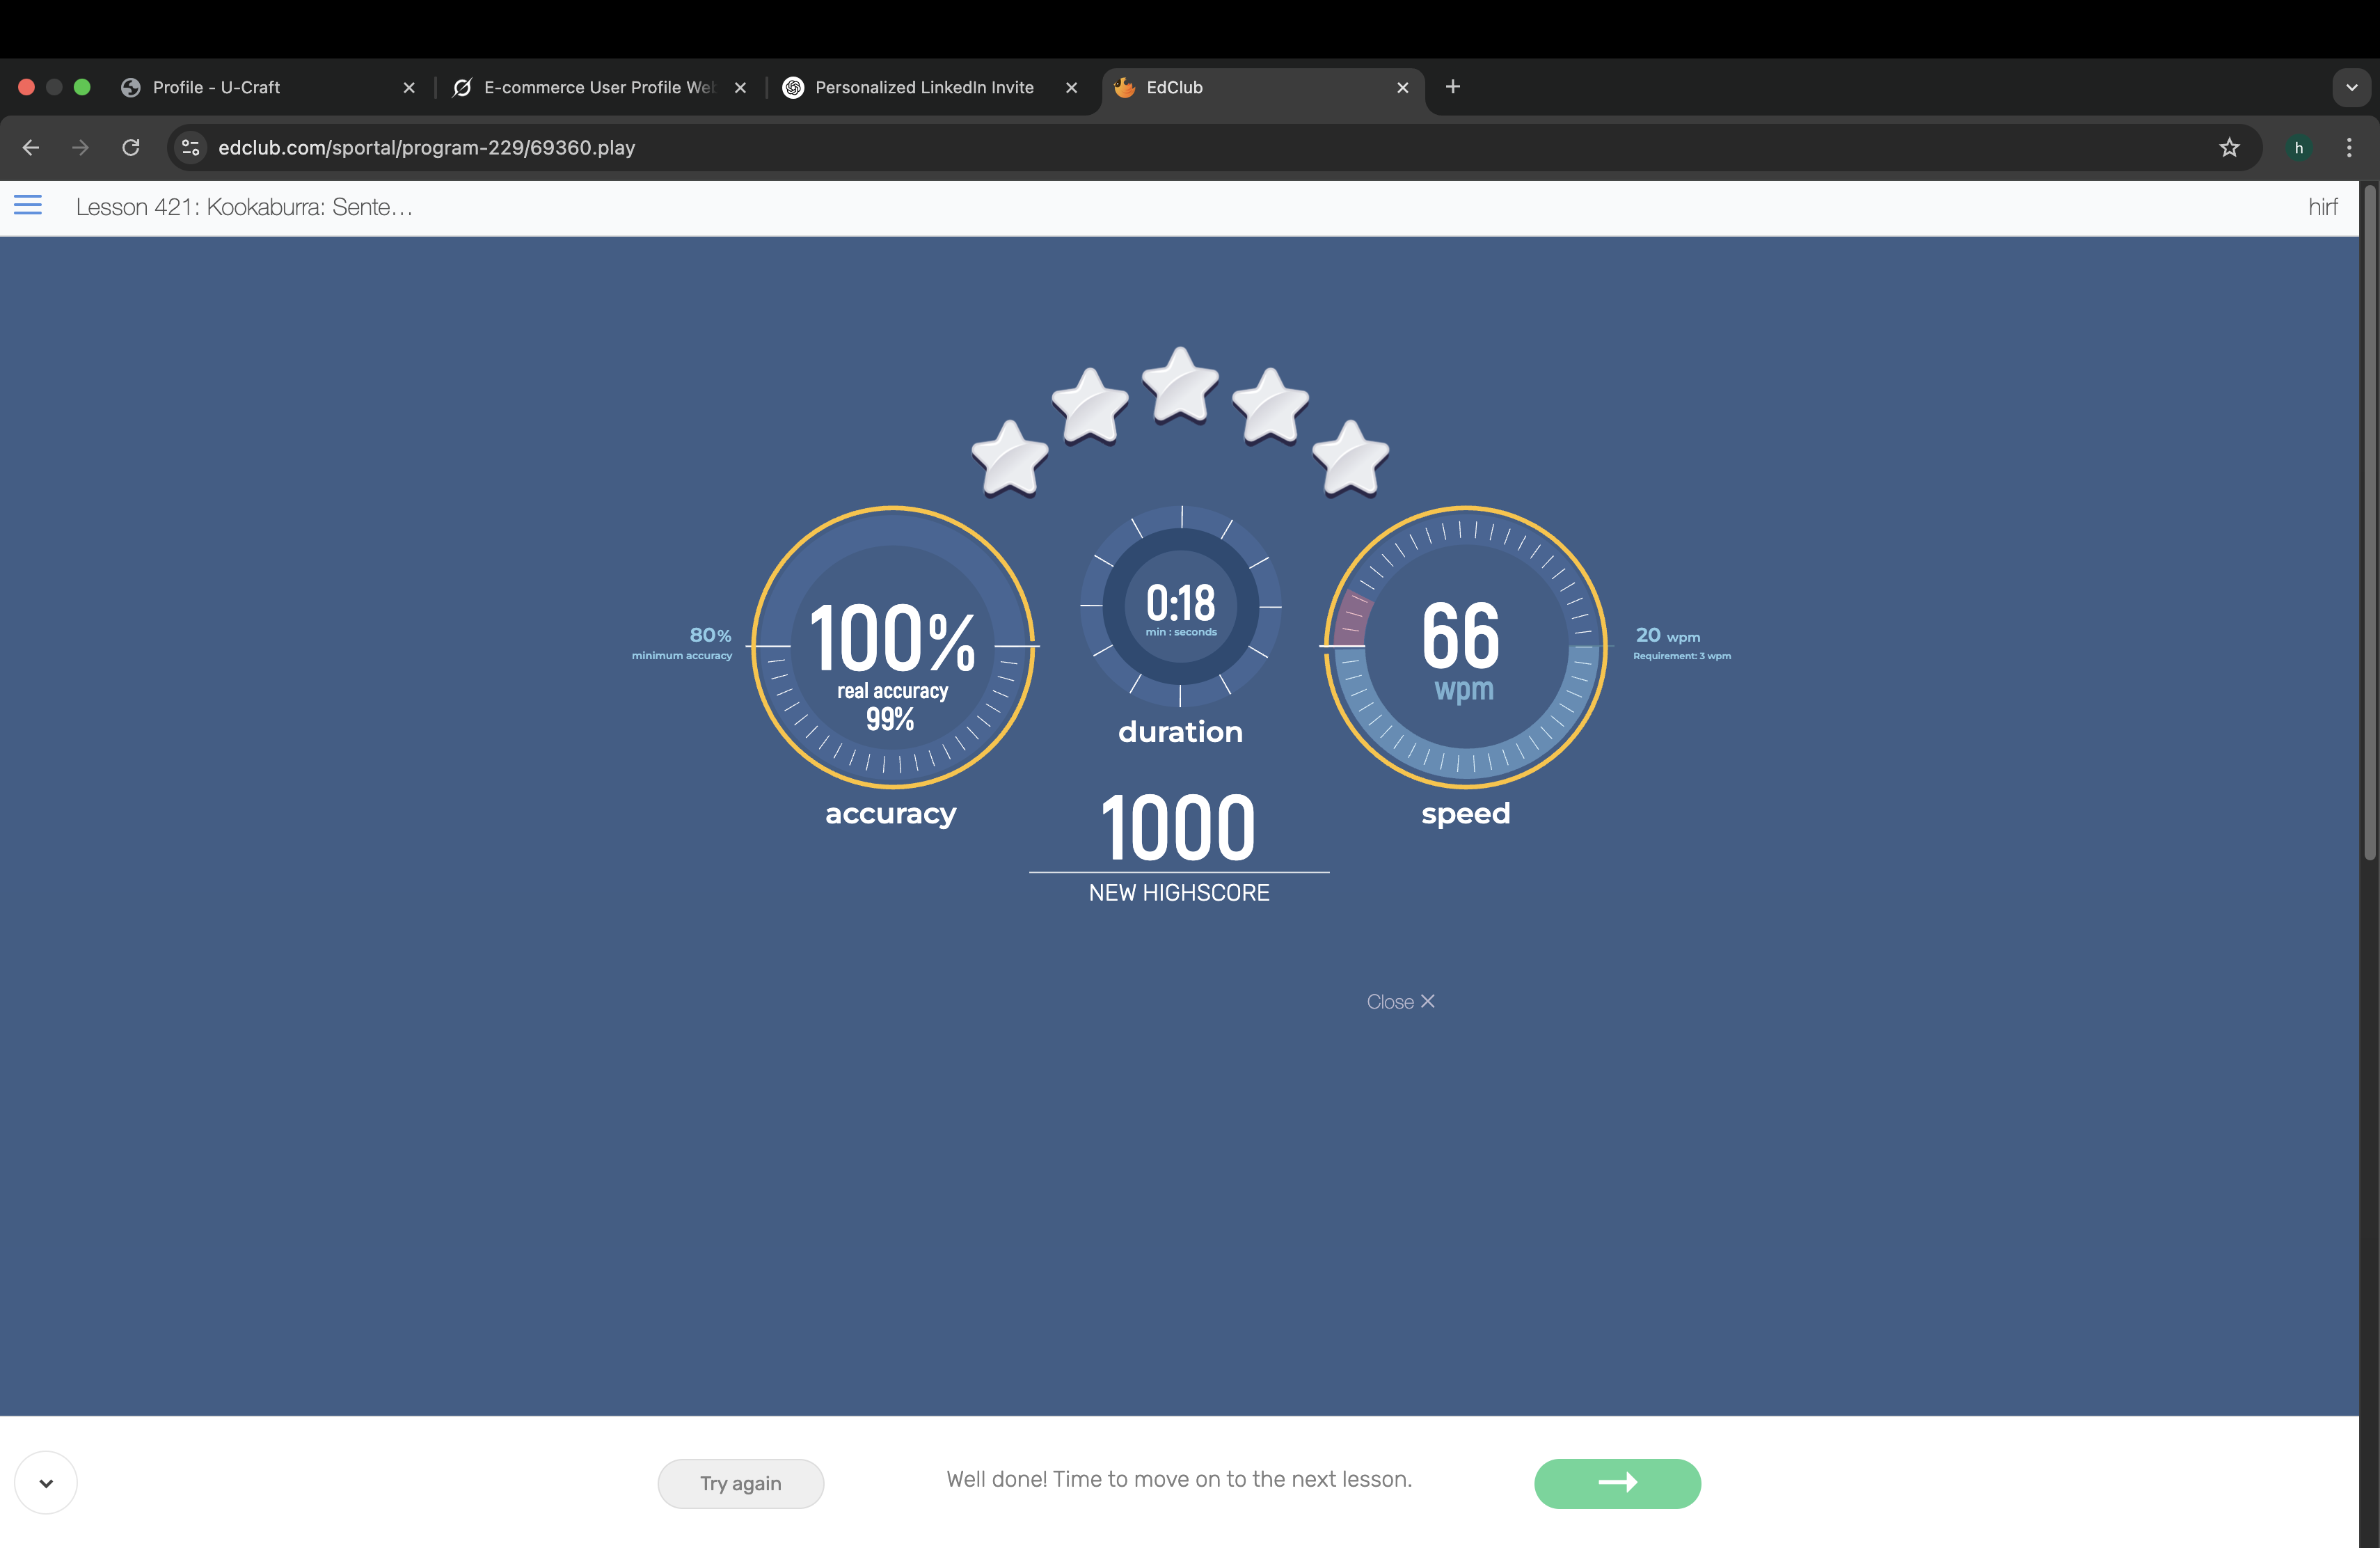 Profile - U-Craft
E-commerce User Profile Web
Personalized LinkedIn Invite
EdClub
edclub.com/sportal/program-229/69360.play
h
Lesson 421: Kookaburra: Sente...
hirf
80%
minimum accuracy
100%
real accuracy
99%
accuracy
0:18
min : seconds
duration
66
wpm
speed
20 wpm
Requirement: 3 wpm
1000
NEW HIGHSCORE
Close
Try again
Well done! Time to move on to the next lesson.